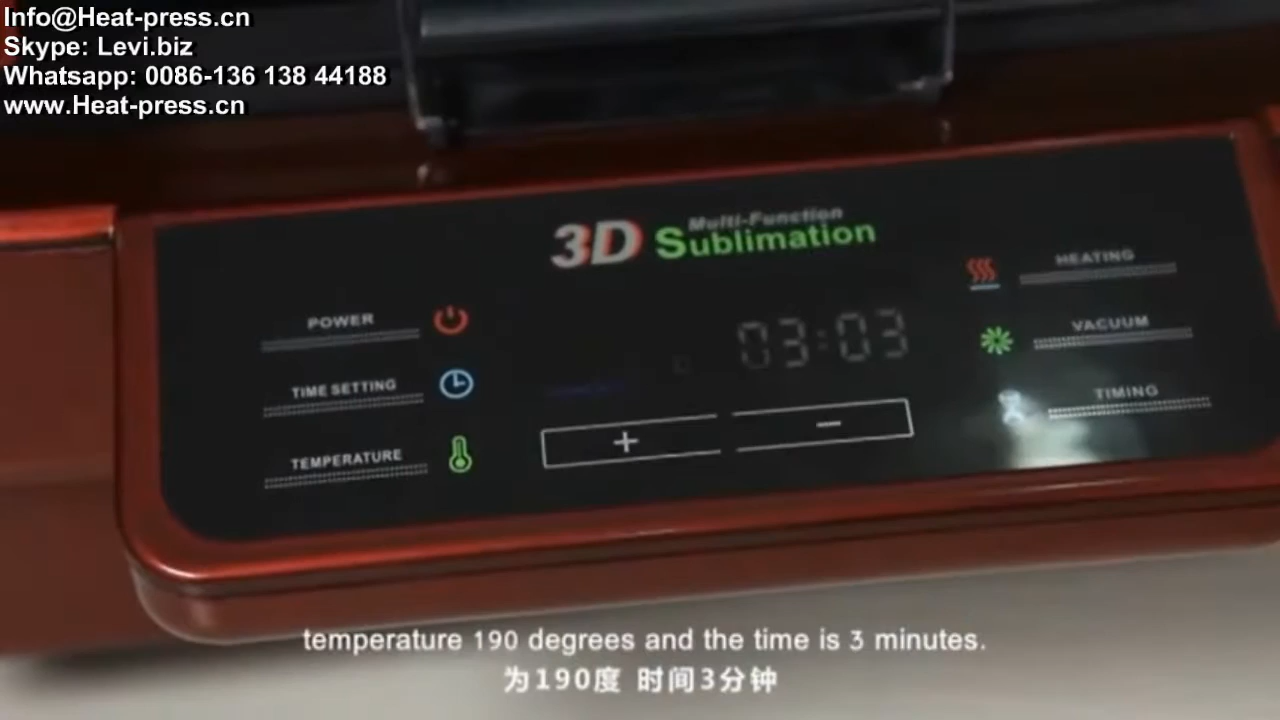 Info@Heat-press.cn
Skype: Levi.biz
Whatsapp: 0086-136 138 44188
www.Heat-press.cn
3D Multi-Function
Sublimation
POWER
TIME SETTING
TEMPERATURE
03:03
+ −
HEATING
VACUUM
TIMING
temperature 190 degrees and the time is 3 minutes.
为190度 时间3分钟